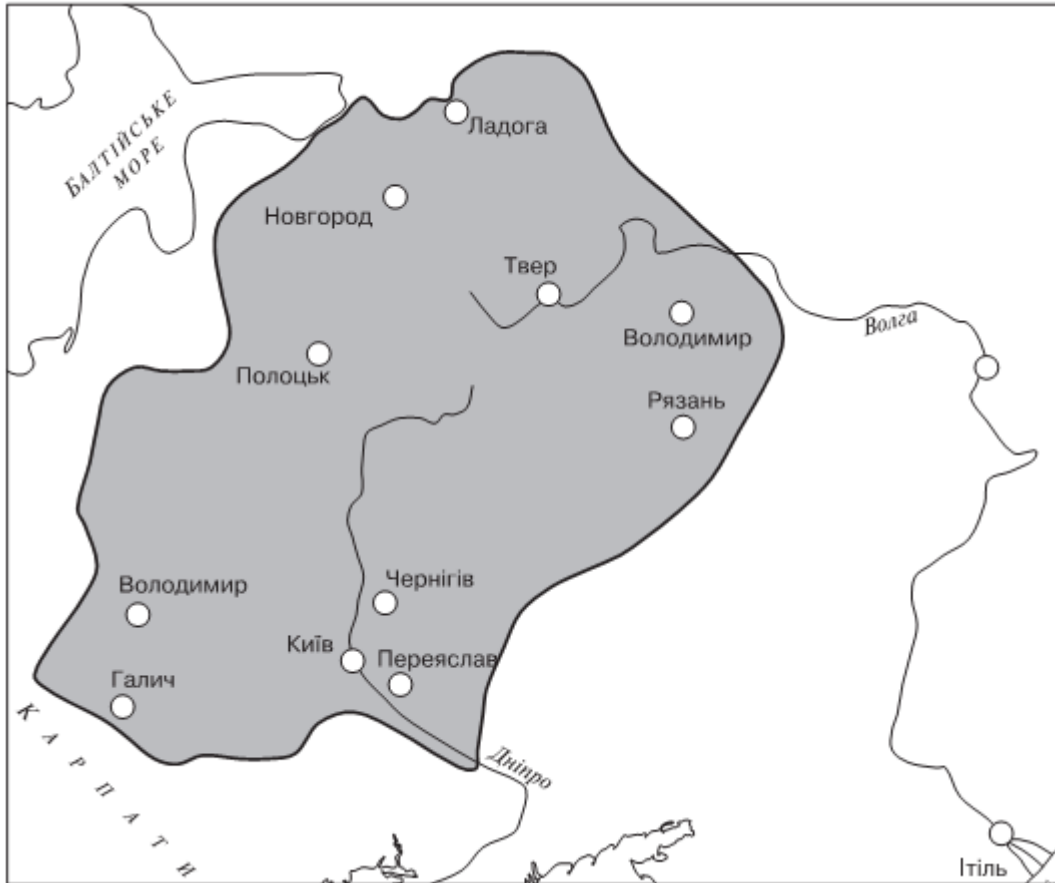 Ладога
БАЛТІЙСЬКЕ
МОРЕ
Новгород
Твер
Володимир
Волга
Полоцьк
Рязань
Володимир
Чернігів
Київ
Переяслав
Галич
КАРПАТИ
Дніпро
Ітіль